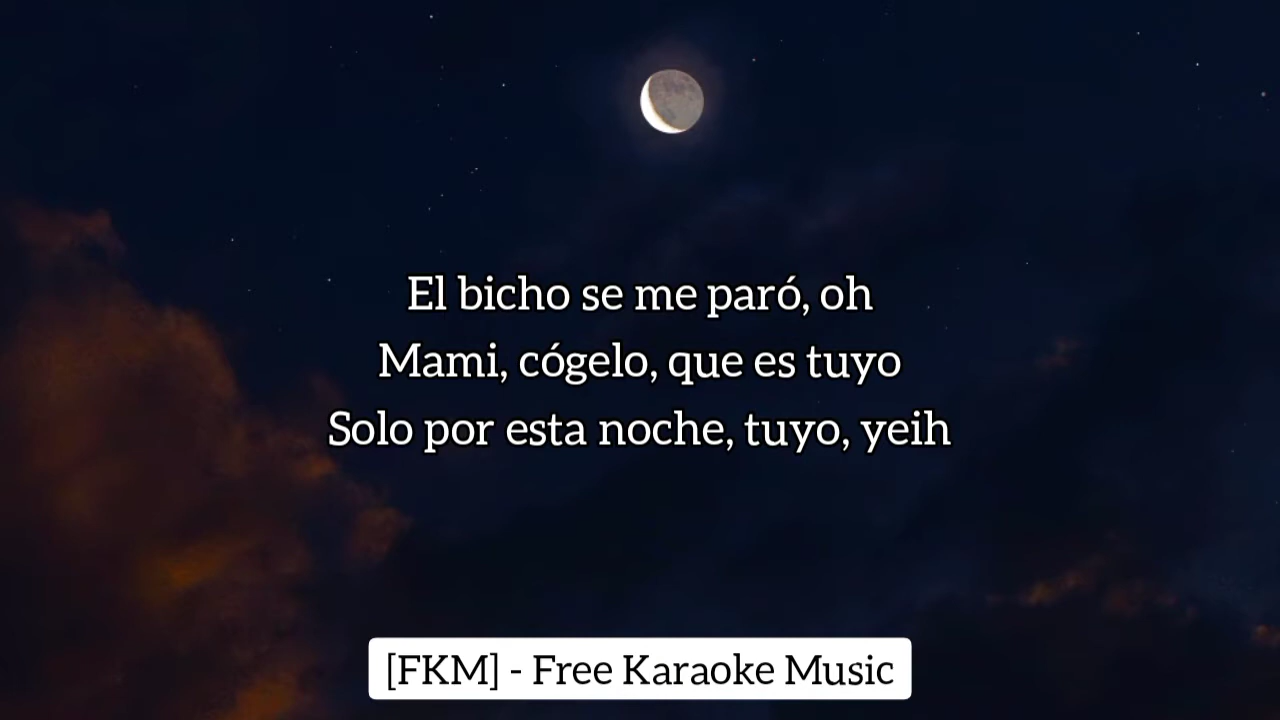 El bicho se me paró, oh
Mami, cógelo, que es tuyo
Solo por esta noche, tuyo, yeih
[FKM] - Free Karaoke Music